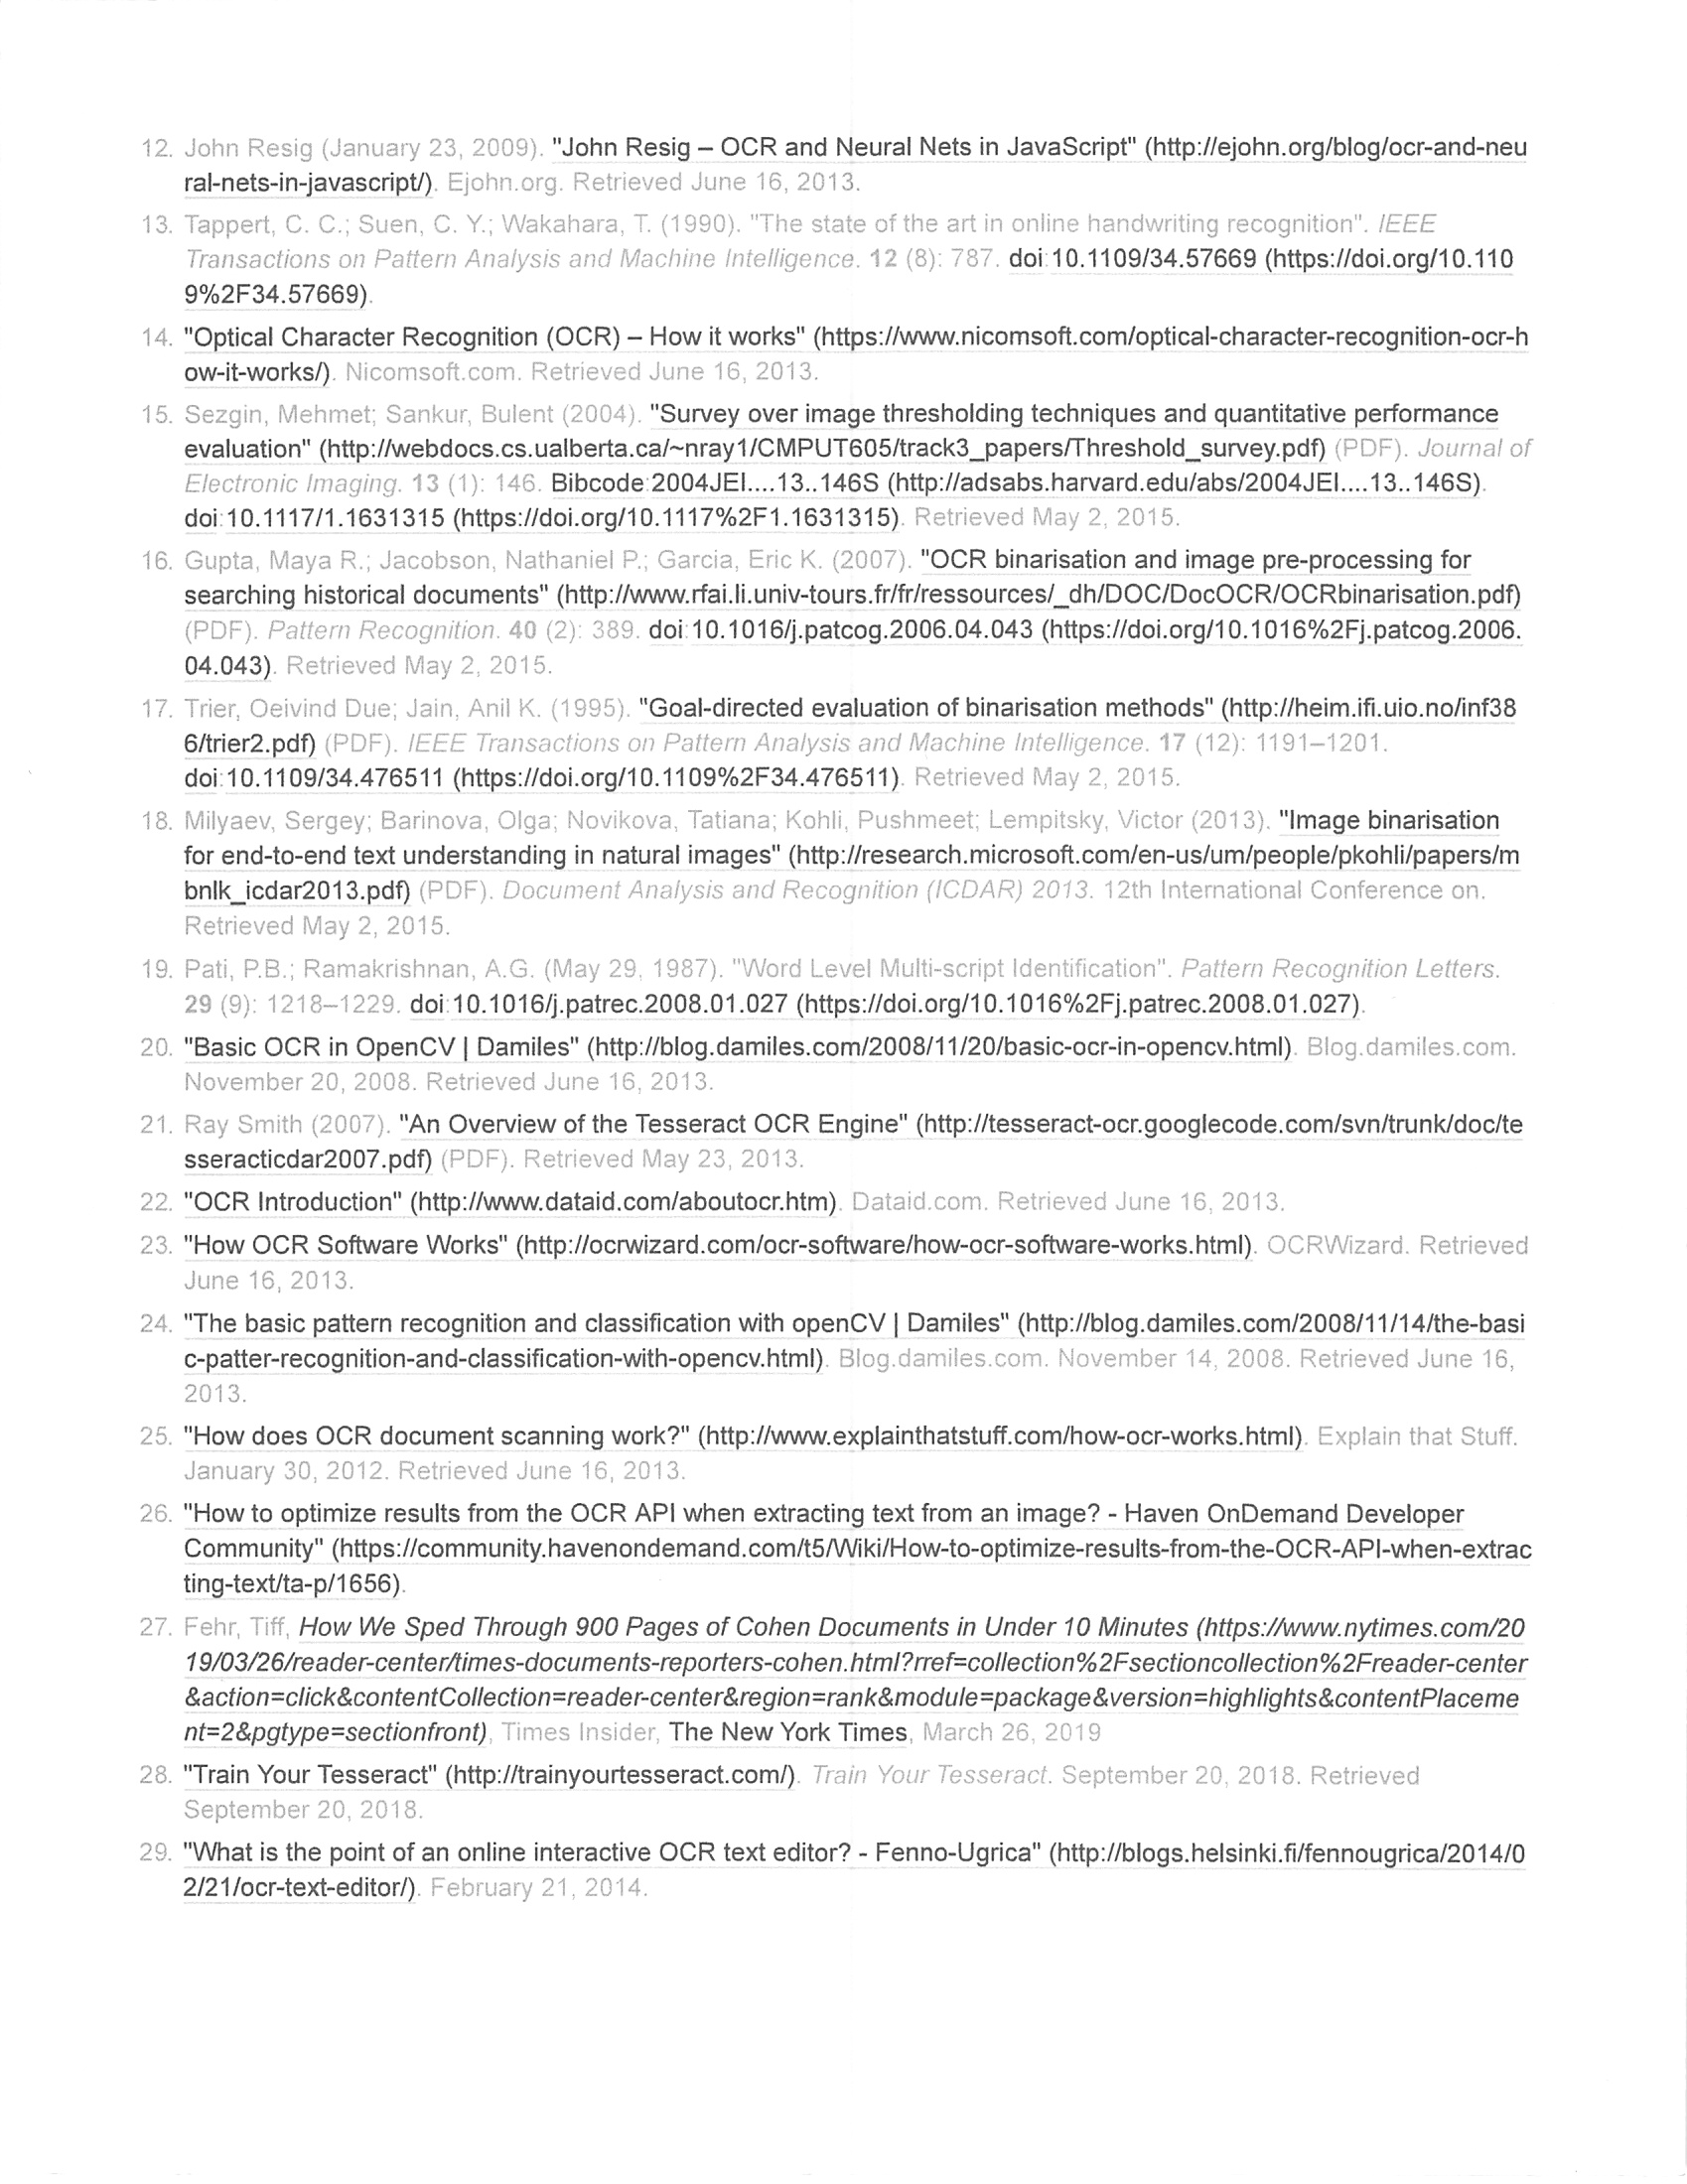 12. John Resig (January 23, 2009). "John Resig – OCR and Neural Nets in JavaScript" (http://ejohn.org/blog/ocr-and-neu
ral-nets-in-javascript/). Ejohn.org. Retrieved June 16, 2013.
13. Tappert, C. C.; Suen, C. Y.; Wakahara, T. (1990). "The state of the art in online handwriting recognition". IEEE
Transactions on Pattern Analysis and Machine Intelligence. 12 (8): 787. doi:10.1109/34.57669 (https://doi.org/10.110
9%2F34.57669).
14. "Optical Character Recognition (OCR) – How it works" (https://www.nicomsoft.com/optical-character-recognition-ocr-h
ow-it-works/). Nicomsoft.com. Retrieved June 16, 2013.
15. Sezgin, Mehmet; Sankur, Bulent (2004). "Survey over image thresholding techniques and quantitative performance
evaluation" (http://webdocs.cs.ualberta.ca/~nray1/CMPUT605/track3_papers/Threshold_survey.pdf) (PDF). Journal of
Electronic Imaging. 13 (1): 146. Bibcode:2004JEI....13..146S (http://adsabs.harvard.edu/abs/2004JEI....13..146S).
doi:10.1117/1.1631315 (https://doi.org/10.1117%2F1.1631315). Retrieved May 2, 2015.
16. Gupta, Maya R.; Jacobson, Nathaniel P.; Garcia, Eric K. (2007). "OCR binarisation and image pre-processing for
searching historical documents" (http://www.rfai.li.univ-tours.fr/fr/ressources/_dh/DOC/DocOCR/OCRbinarisation.pdf)
(PDF). Pattern Recognition. 40 (2): 389. doi:10.1016/j.patcog.2006.04.043 (https://doi.org/10.1016%2Fj.patcog.2006.
04.043). Retrieved May 2, 2015.
17. Trier, Oeivind Due; Jain, Anil K. (1995). "Goal-directed evaluation of binarisation methods" (http://heim.ifi.uio.no/inf38
6/trier2.pdf) (PDF). IEEE Transactions on Pattern Analysis and Machine Intelligence. 17 (12): 1191–1201.
doi:10.1109/34.476511 (https://doi.org/10.1109%2F34.476511). Retrieved May 2, 2015.
18. Milyaev, Sergey; Barinova, Olga; Novikova, Tatiana; Kohli, Pushmeet; Lempitsky, Victor (2013). "Image binarisation
for end-to-end text understanding in natural images" (http://research.microsoft.com/en-us/um/people/pkohli/papers/m
bnlk_icdar2013.pdf) (PDF). Document Analysis and Recognition (ICDAR) 2013. 12th International Conference on.
Retrieved May 2, 2015.
19. Pati, P.B.; Ramakrishnan, A.G. (May 29, 1987). "Word Level Multi-script Identification". Pattern Recognition Letters.
29 (9): 1218–1229. doi:10.1016/j.patrec.2008.01.027 (https://doi.org/10.1016%2Fj.patrec.2008.01.027).
20. "Basic OCR in OpenCV | Damiles" (http://blog.damiles.com/2008/11/20/basic-ocr-in-opencv.html). Blog.damiles.com.
November 20, 2008. Retrieved June 16, 2013.
21. Ray Smith (2007). "An Overview of the Tesseract OCR Engine" (http://tesseract-ocr.googlecode.com/svn/trunk/doc/te
sseracticdar2007.pdf) (PDF). Retrieved May 23, 2013.
22. "OCR Introduction" (http://www.dataid.com/aboutocr.htm). Dataid.com. Retrieved June 16, 2013.
23. "How OCR Software Works" (http://ocrwizard.com/ocr-software/how-ocr-software-works.html). OCRWizard. Retrieved
June 16, 2013.
24. "The basic pattern recognition and classification with openCV | Damiles" (http://blog.damiles.com/2008/11/14/the-basi
c-patter-recognition-and-classification-with-opencv.html). Blog.damiles.com. November 14, 2008. Retrieved June 16,
2013.
25. "How does OCR document scanning work?" (http://www.explainthatstuff.com/how-ocr-works.html). Explain that Stuff.
January 30, 2012. Retrieved June 16, 2013.
26. "How to optimize results from the OCR API when extracting text from an image? - Haven OnDemand Developer
Community" (https://community.havenondemand.com/t5/Wiki/How-to-optimize-results-from-the-OCR-API-when-extrac
ting-text/ta-p/1656).
27. Fehr, Tiff, How We Sped Through 900 Pages of Cohen Documents in Under 10 Minutes (https://www.nytimes.com/20
19/03/26/reader-center/times-documents-reporters-cohen.html?rref=collection%2Fsectioncollection%2Freader-center
&action=click&contentCollection=reader-center&region=rank&module=package&version=highlights&contentPlaceme
nt=2&pgtype=sectionfront), Times Insider, The New York Times, March 26, 2019
28. "Train Your Tesseract" (http://trainyourtesseract.com/). Train Your Tesseract. September 20, 2018. Retrieved
September 20, 2018.
29. "What is the point of an online interactive OCR text editor? - Fenno-Ugrica" (http://blogs.helsinki.fi/fennougrica/2014/0
2/21/ocr-text-editor/). February 21, 2014.